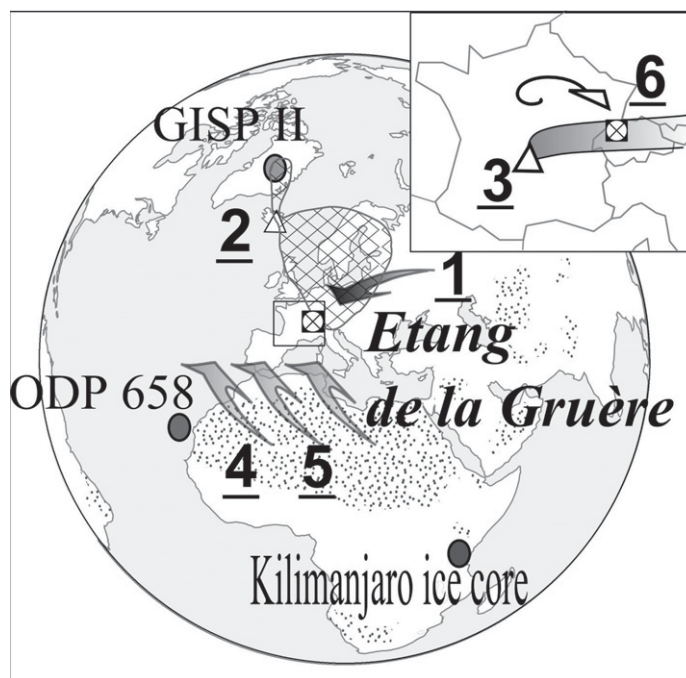 GISP II
6
3
2
1
Etang
de la Gruère
ODP 658
4 5
Kilimanjaro ice core